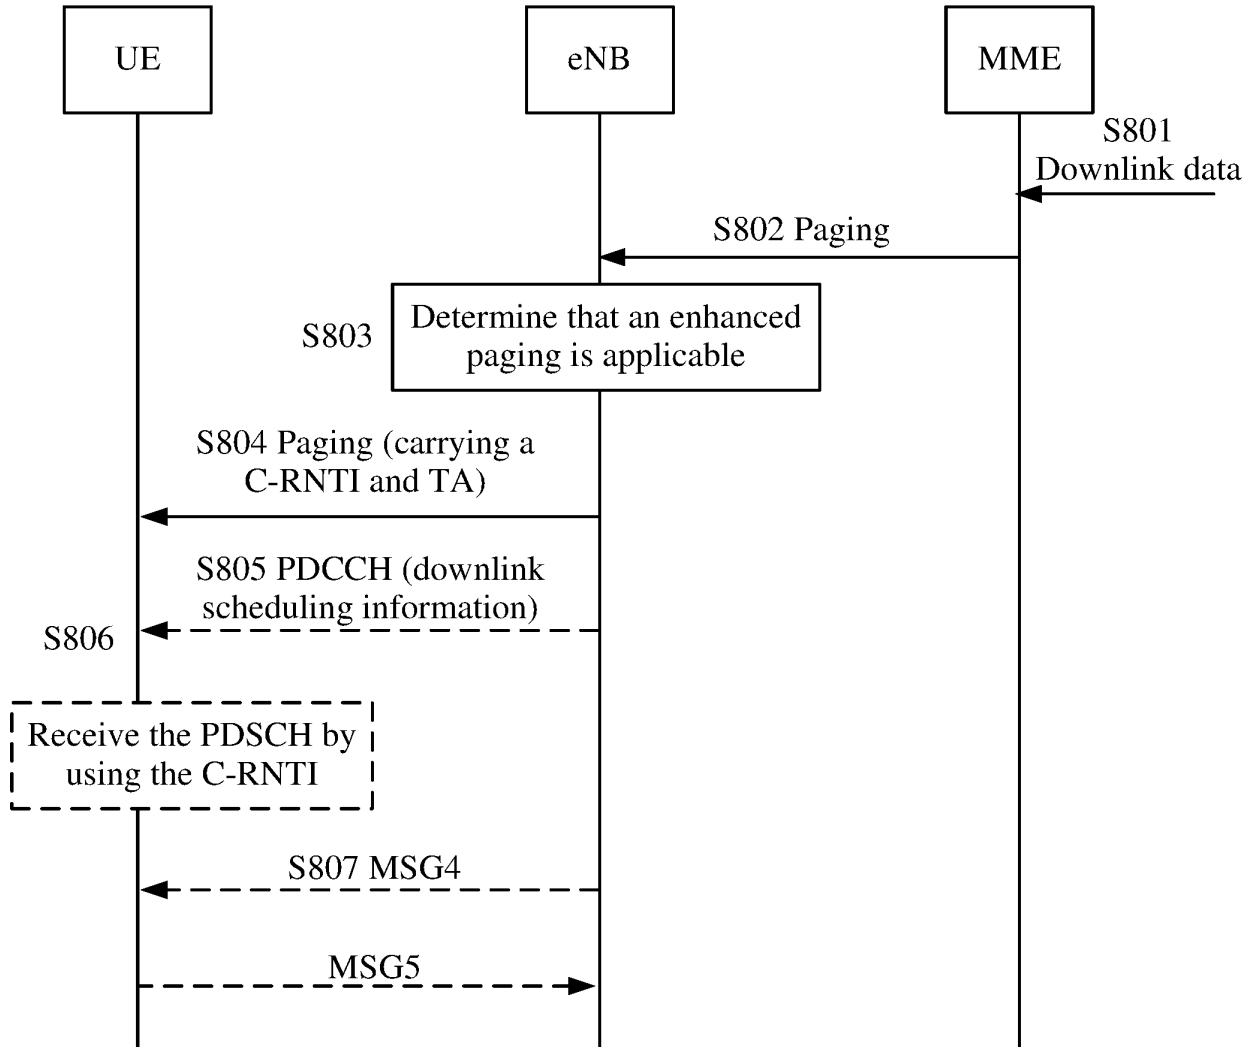 UE
eNB
MME
S801
Downlink data
S802 Paging
S803
Determine that an enhanced
paging is applicable
S804 Paging (carrying a
C-RNTI and TA)
S805 PDCCH (downlink
scheduling information)
S806
Receive the PDSCH by
using the C-RNTI
S807 MSG4
MSG5